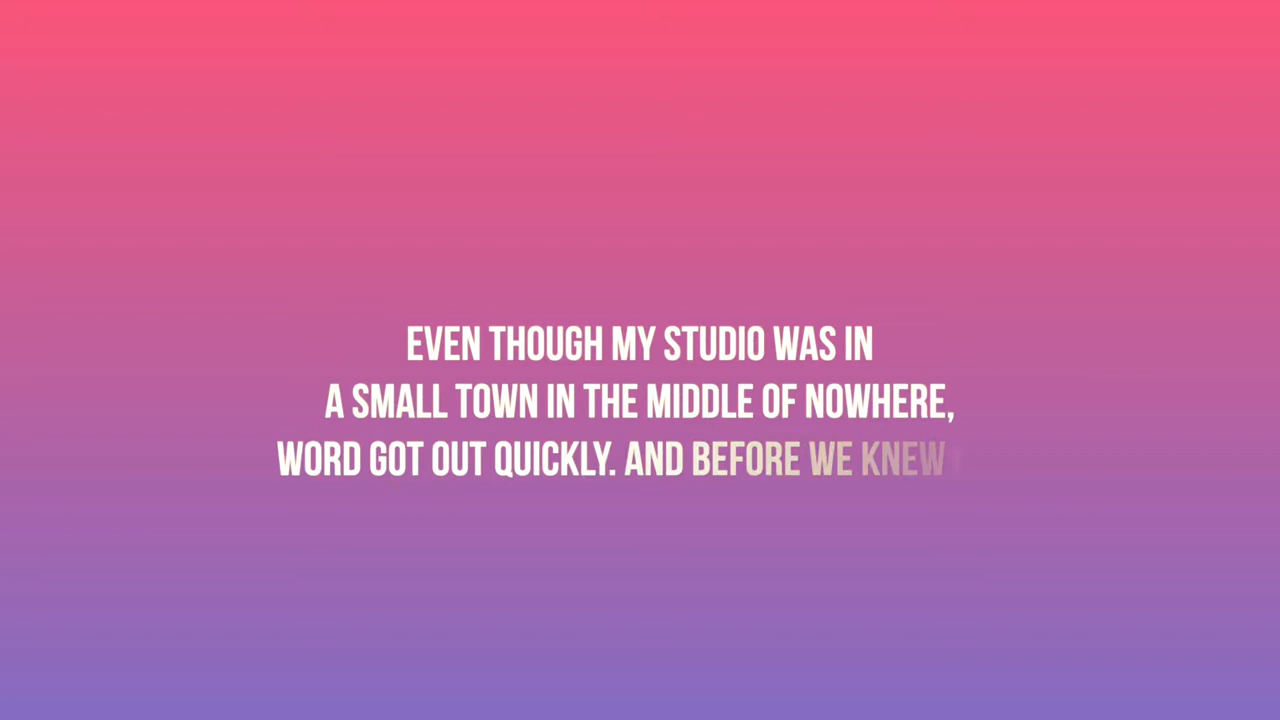 EVEN THOUGH MY STUDIO WAS IN
A SMALL TOWN IN THE MIDDLE OF NOWHERE,
WORD GOT OUT QUICKLY. AND BEFORE WE KNEW